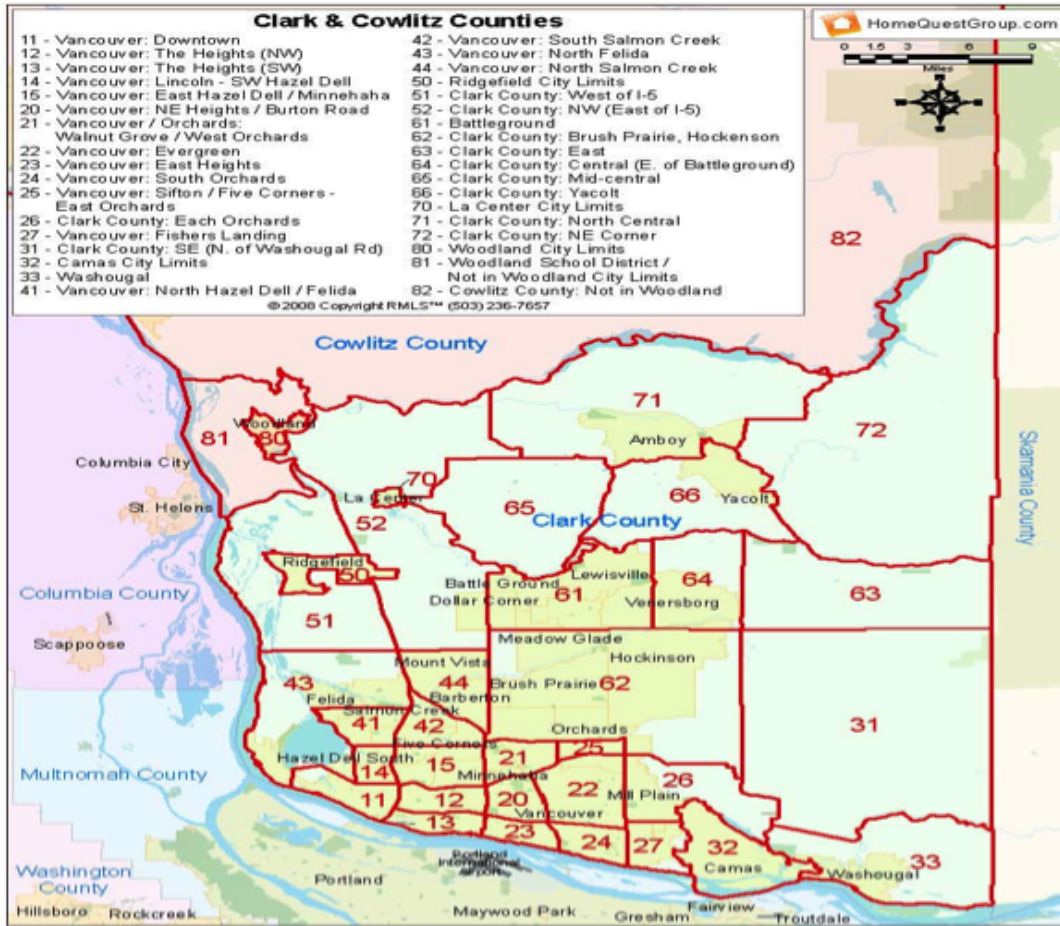 Clark & Cowlitz Counties
11 - Vancouver: Downtown
12 - Vancouver: The Heights (NW)
13 - Vancouver: The Heights (SW)
14 - Vancouver: Lincoln - SW Hazel Dell
15 - Vancouver: East Hazel Dell / Minnehaha
20 - Vancouver: NE Heights / Burton Road
21 - Vancouver / Orchards:
Walnut Grove / West Orchards
22 - Vancouver: Evergreen
23 - Vancouver: East Heights
24 - Vancouver: South Orchards
25 - Vancouver: Sifton / Five Corners -
East Orchards
26 - Clark County: Each Orchards
27 - Vancouver: Fishers Landing
31 - Clark County: SE (N. of Washougal Rd)
32 - Camas City Limits
33 - Washougal
41 - Vancouver: North Hazel Dell / Felida
42 - Vancouver: South Salmon Creek
43 - Vancouver: North Felida
44 - Vancouver: North Salmon Creek
50 - Ridgefield City Limits
51 - Clark County: West of I-5
52 - Clark County: NW (East of I-5)
61 - Battleground
62 - Clark County: Brush Prairie, Hockenson
63 - Clark County: East
64 - Clark County: Central (E. of Battleground)
65 - Clark County: Mid-central
66 - Clark County: Yacolt
70 - La Center City Limits
71 - Clark County: North Central
72 - Clark County: NE Corner
80 - Woodland City Limits
81 - Woodland School District /
Not in Woodland City Limits
82 - Cowlitz County: Not in Woodland
©2008 Copyright RMLS™ (503) 236-7657
HomeQuestGroup.com
0 1.5 3 6 9
Miles
82
Cowlitz County
71
Woodland
81
80
Amboy
72
Columbia City
Skamania County
70
La Center
65
66
Yacolt
St. Helens
52
Clark County
Ridgefield
50
Battle Ground
Lewisville
64
63
Columbia County
Dollar Corner
61
Venersborg
51
Scappoose
Meadow Glade
Mount Vista
Hockinson
43
44
Brush Prairie
62
Felida
Barberton
Salmon Creek
41
42
Orchards
31
Five Corners
25
Hazel Dell South
21
Multnomah County
14
15
Minnehaha
26
22
Mill Plain
11
12
20
Vancouver
13
23
24
27
32
33
Camas
Washougal
Portland
International
Airport
Washington
County
Portland
Hillsboro
Rockcreek
Maywood Park
Fairview
Gresham
Troutdale